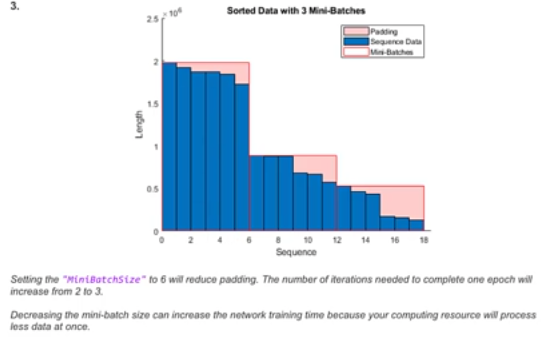 3.
Sorted Data with 3 Mini-Batches
2.5 × 10⁶
Padding
Sequence Data
Mini-Batches
2
1.5
1
0.5
0
Length
0 2 4 6 8 10 12 14 16 18
Sequence
Setting the "MiniBatchSize" to 6 will reduce padding. The number of iterations needed to complete one epoch will
increase from 2 to 3.
Decreasing the mini-batch size can increase the network training time because your computing resource will process
less data at once.